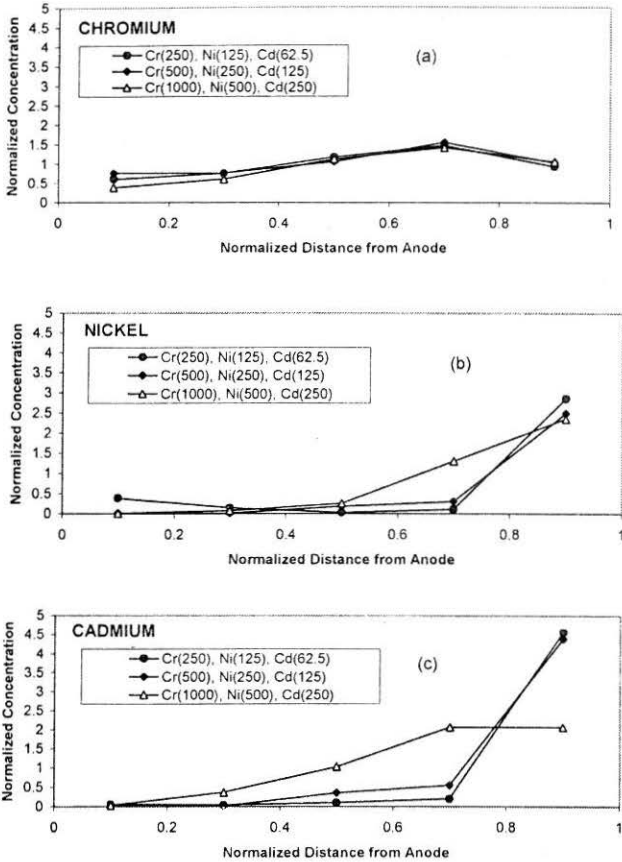 CHROMIUM
(a)
Cr(250), Ni(125), Cd(62.5)
Cr(500), Ni(250), Cd(125)
Cr(1000), Ni(500), Cd(250)
Normalized Concentration
5
4.5
4
3.5
3
2.5
2
1.5
1
0.5
0
0
0.2
0.4
0.6
0.8
1
Normalized Distance from Anode
NICKEL
(b)
Cr(250), Ni(125), Cd(62.5)
Cr(500), Ni(250), Cd(125)
Cr(1000), Ni(500), Cd(250)
Normalized Concentration
5
4.5
4
3.5
3
2.5
2
1.5
1
0.5
0
0
0.2
0.4
0.6
0.8
1
Normalized Distance from Anode
CADMIUM
(c)
Cr(250), Ni(125), Cd(62.5)
Cr(500), Ni(250), Cd(125)
Cr(1000), Ni(500), Cd(250)
Normalized Concentration
5
4.5
4
3.5
3
2.5
2
1.5
1
0.5
0
0
0.2
0.4
0.6
0.8
1
Normalized Distance from Anode